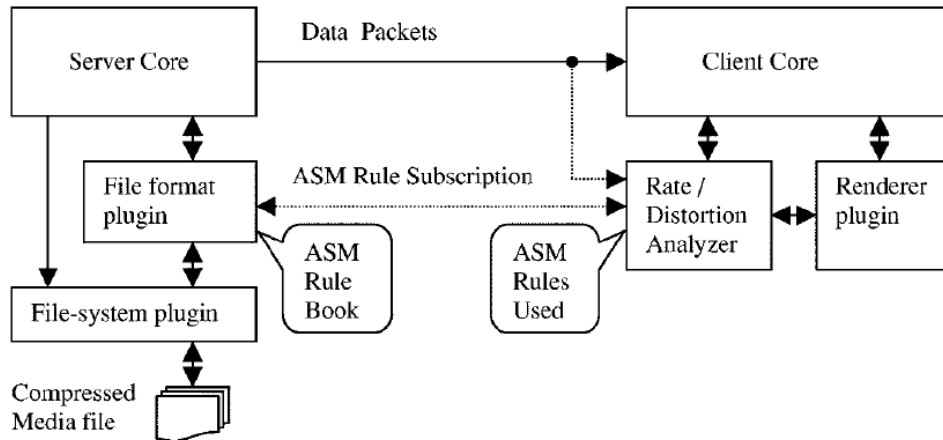 Data Packets
Server Core
Client Core
File format
plugin
ASM Rule Subscription
Rate /
Distortion
Analyzer
Renderer
plugin
ASM
Rule
Book
ASM
Rules
Used
File-system plugin
Compressed
Media file